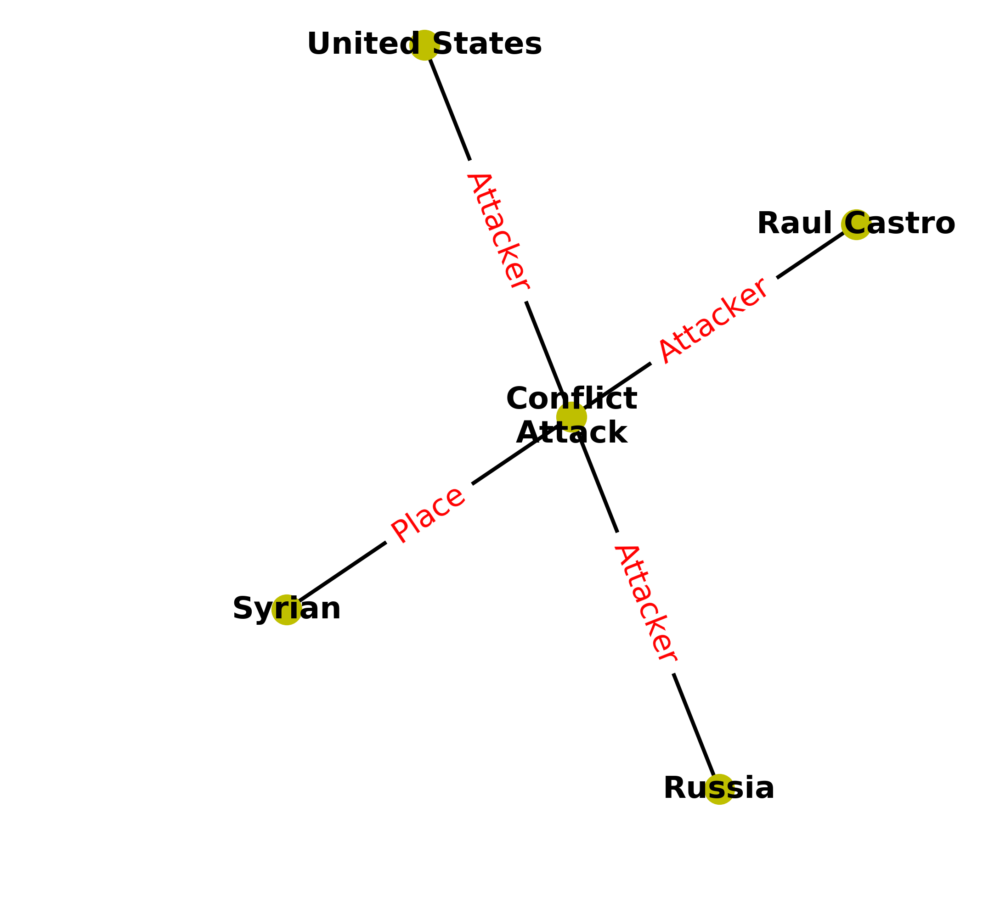 United States
Attacker
Raul Castro
Attacker
Conflict
Attack
Place
Attacker
Syrian
Russia